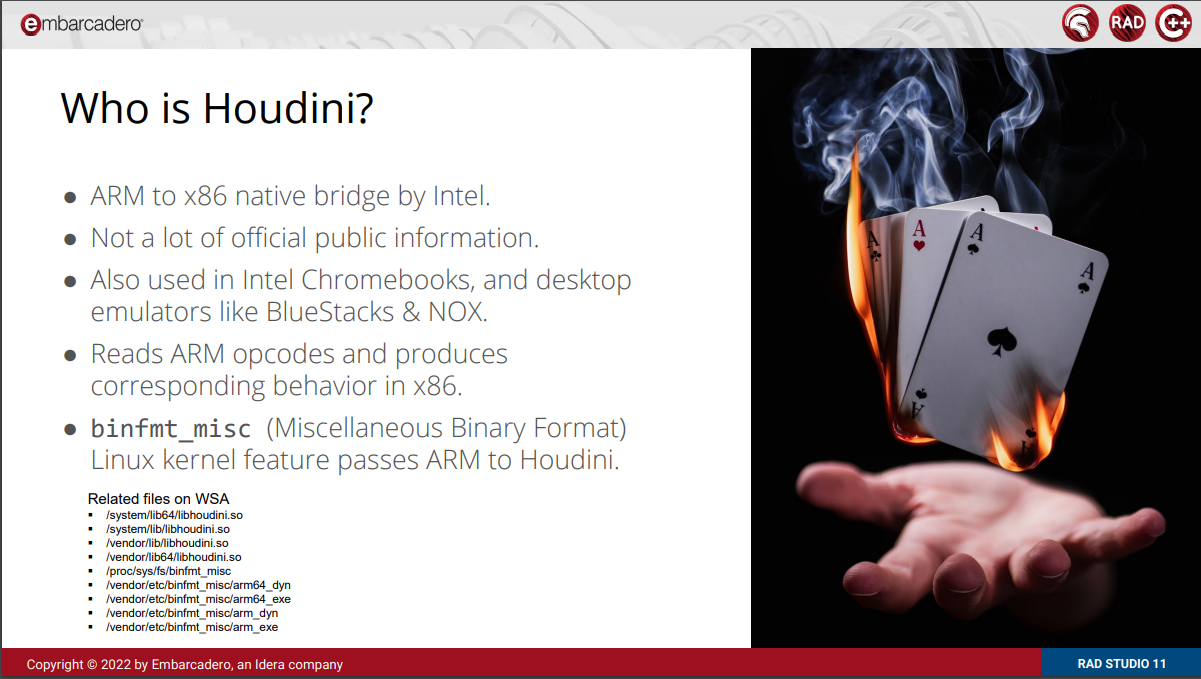 embarcadero
RAD
C++
Who is Houdini?
● ARM to x86 native bridge by Intel.
● Not a lot of official public information.
● Also used in Intel Chromebooks, and desktop
emulators like BlueStacks & NOX.
● Reads ARM opcodes and produces
corresponding behavior in x86.
● binfmt_misc (Miscellaneous Binary Format)
Linux kernel feature passes ARM to Houdini.
Related files on WSA
▪ /system/lib64/libhoudini.so
▪ /system/lib/libhoudini.so
▪ /vendor/lib/libhoudini.so
▪ /vendor/lib64/libhoudini.so
▪ /proc/sys/fs/binfmt_misc
▪ /vendor/etc/binfmt_misc/arm64_dyn
▪ /vendor/etc/binfmt_misc/arm64_exe
▪ /vendor/etc/binfmt_misc/arm_dyn
▪ /vendor/etc/binfmt_misc/arm_exe
A
A
A
A
A
A
Copyright © 2022 by Embarcadero, an Idera company
RAD STUDIO 11